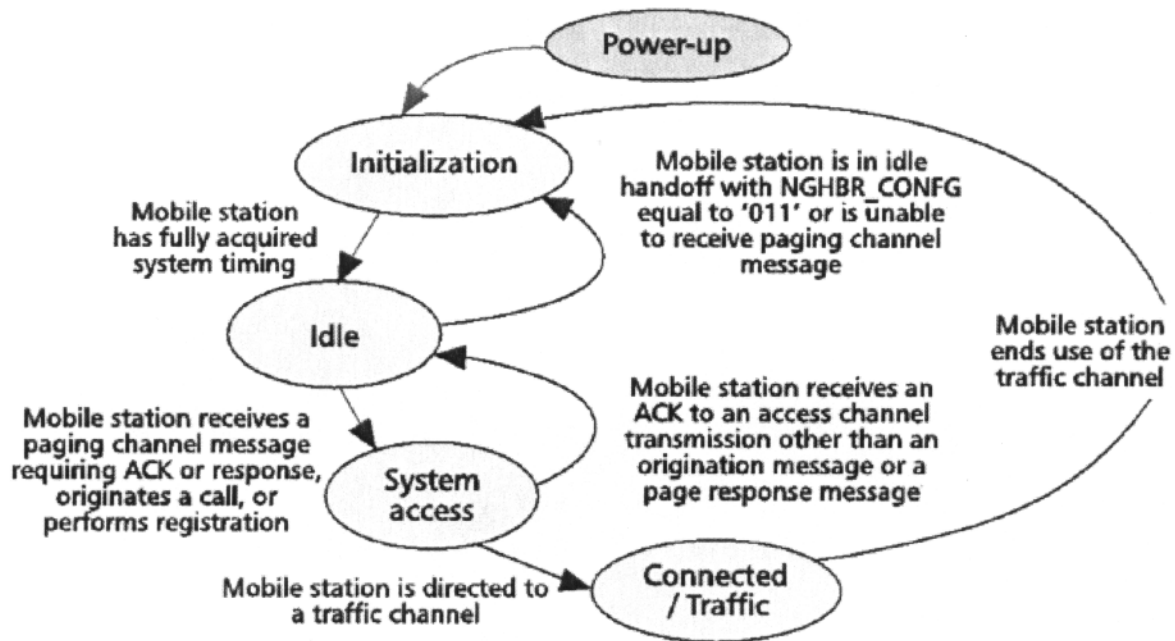 Power-up
Initialization
Mobile station is in idle
handoff with NGHBR_CONFG
equal to '011' or is unable
to receive paging channel
message
Mobile station
has fully acquired
system timing
Idle
Mobile station
ends use of the
traffic channel
Mobile station receives a
paging channel message
requiring ACK or response,
originates a call, or
performs registration
Mobile station receives an
ACK to an access channel
transmission other than an
origination message or a
page response message
System
access
Mobile station is directed to
a traffic channel
Connected
/ Traffic